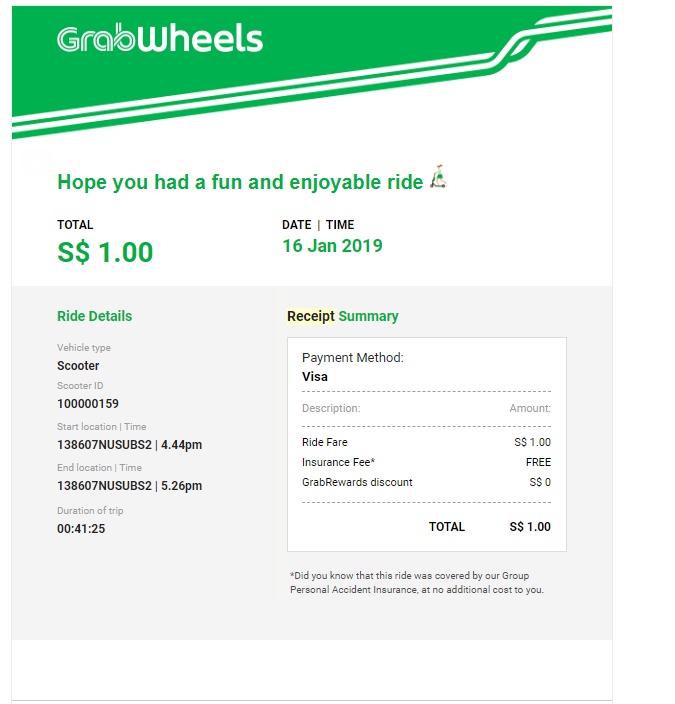 GrabWheels
Hope you had a fun and enjoyable ride
TOTAL
S$ 1.00
DATE | TIME
16 Jan 2019
Ride Details
Vehicle type
Scooter
Scooter ID
100000159
Start location | Time
138607NUSUBS2 | 4.44pm
End location | Time
138607NUSUBS2 | 5.26pm
Duration of trip
00:41:25
Receipt Summary
Payment Method:
Visa
Description: Amount:
Ride Fare S$ 1.00
Insurance Fee* FREE
GrabRewards discount S$ 0
TOTAL S$ 1.00
*Did you know that this ride was covered by our Group
Personal Accident Insurance, at no additional cost to you.